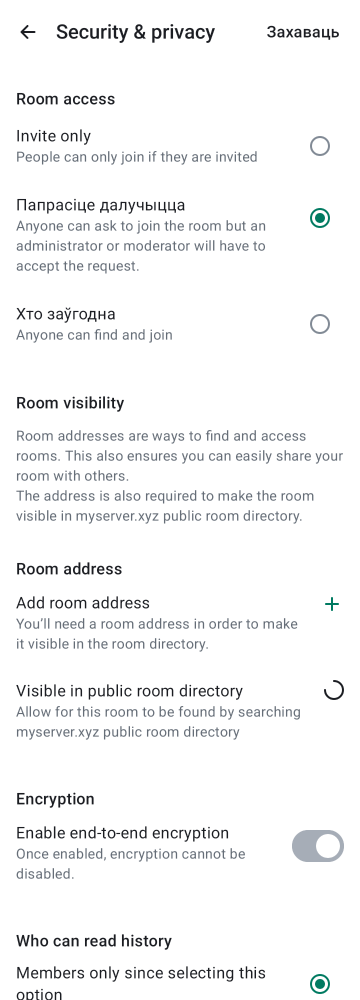 Security & privacy
Захаваць
Room access
Invite only
People can only join if they are invited
Папрасіце далучыцца
Anyone can ask to join the room but an
administrator or moderator will have to
accept the request.
Хто заўгодна
Anyone can find and join
Room visibility
Room addresses are ways to find and access
rooms. This also ensures you can easily share your
room with others.
The address is also required to make the room
visible in myserver.xyz public room directory.
Room address
Add room address
You’ll need a room address in order to make
it visible in the room directory.
Visible in public room directory
Allow for this room to be found by searching
myserver.xyz public room directory
Encryption
Enable end-to-end encryption
Once enabled, encryption cannot be
disabled.
Who can read history
Members only since selecting this
option